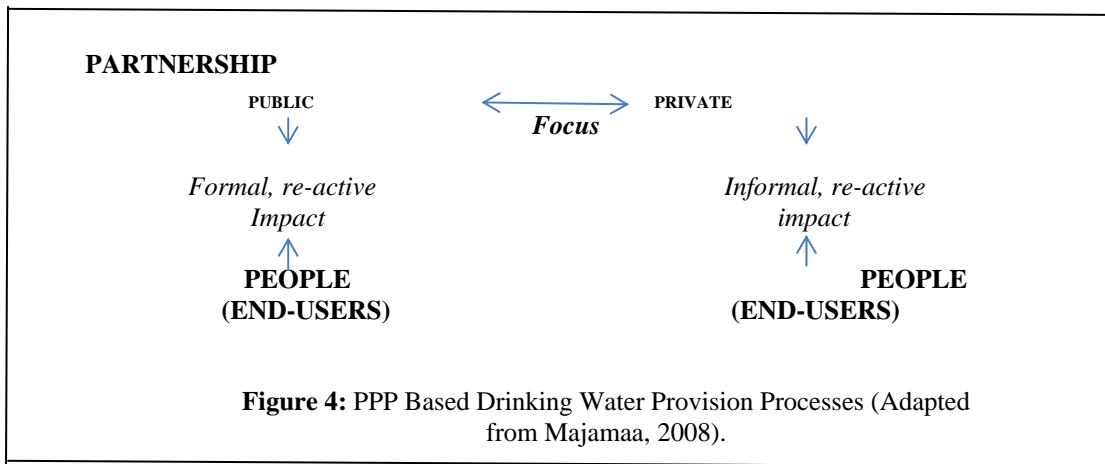 PARTNERSHIP
PUBLIC PRIVATE
Focus
Formal, re-active Informal, re-active
Impact impact
PEOPLE PEOPLE
(END-USERS) (END-USERS)
Figure 4: PPP Based Drinking Water Provision Processes (Adapted
from Majamaa, 2008).